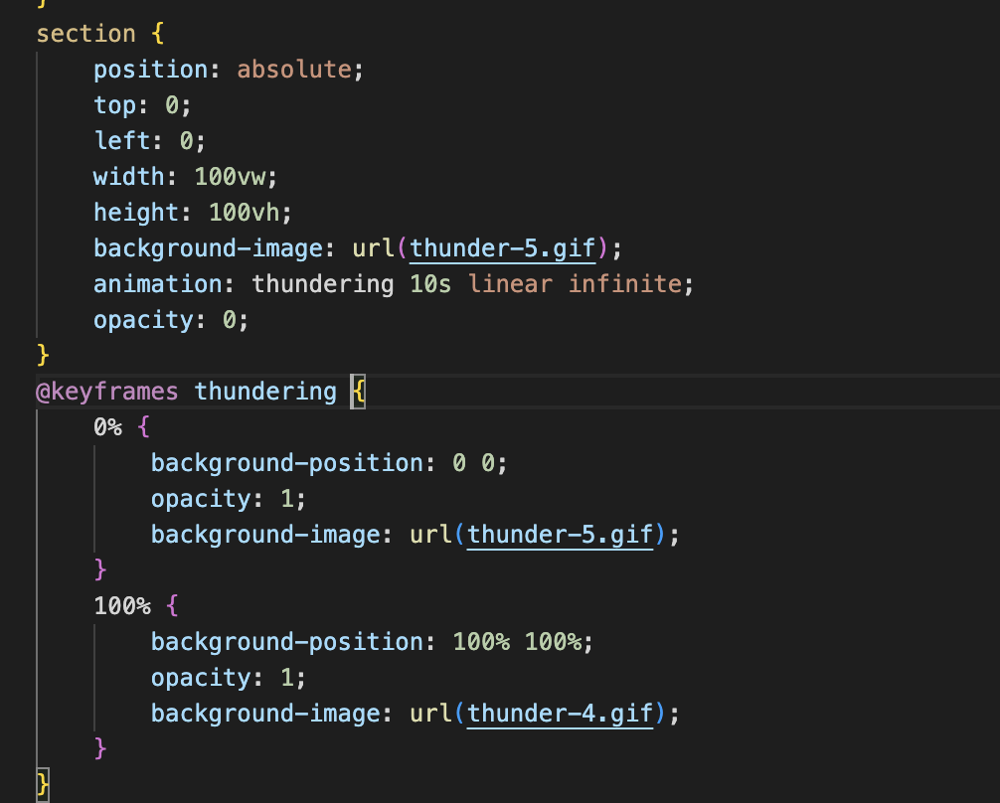 }
section {
    position: absolute;
    top: 0;
    left: 0;
    width: 100vw;
    height: 100vh;
    background-image: url(thunder-5.gif);
    animation: thundering 10s linear infinite;
    opacity: 0;
}
@keyframes thundering {
    0% {
        background-position: 0 0;
        opacity: 1;
        background-image: url(thunder-5.gif);
    }
    100% {
        background-position: 100% 100%;
        opacity: 1;
        background-image: url(thunder-4.gif);
    }
}